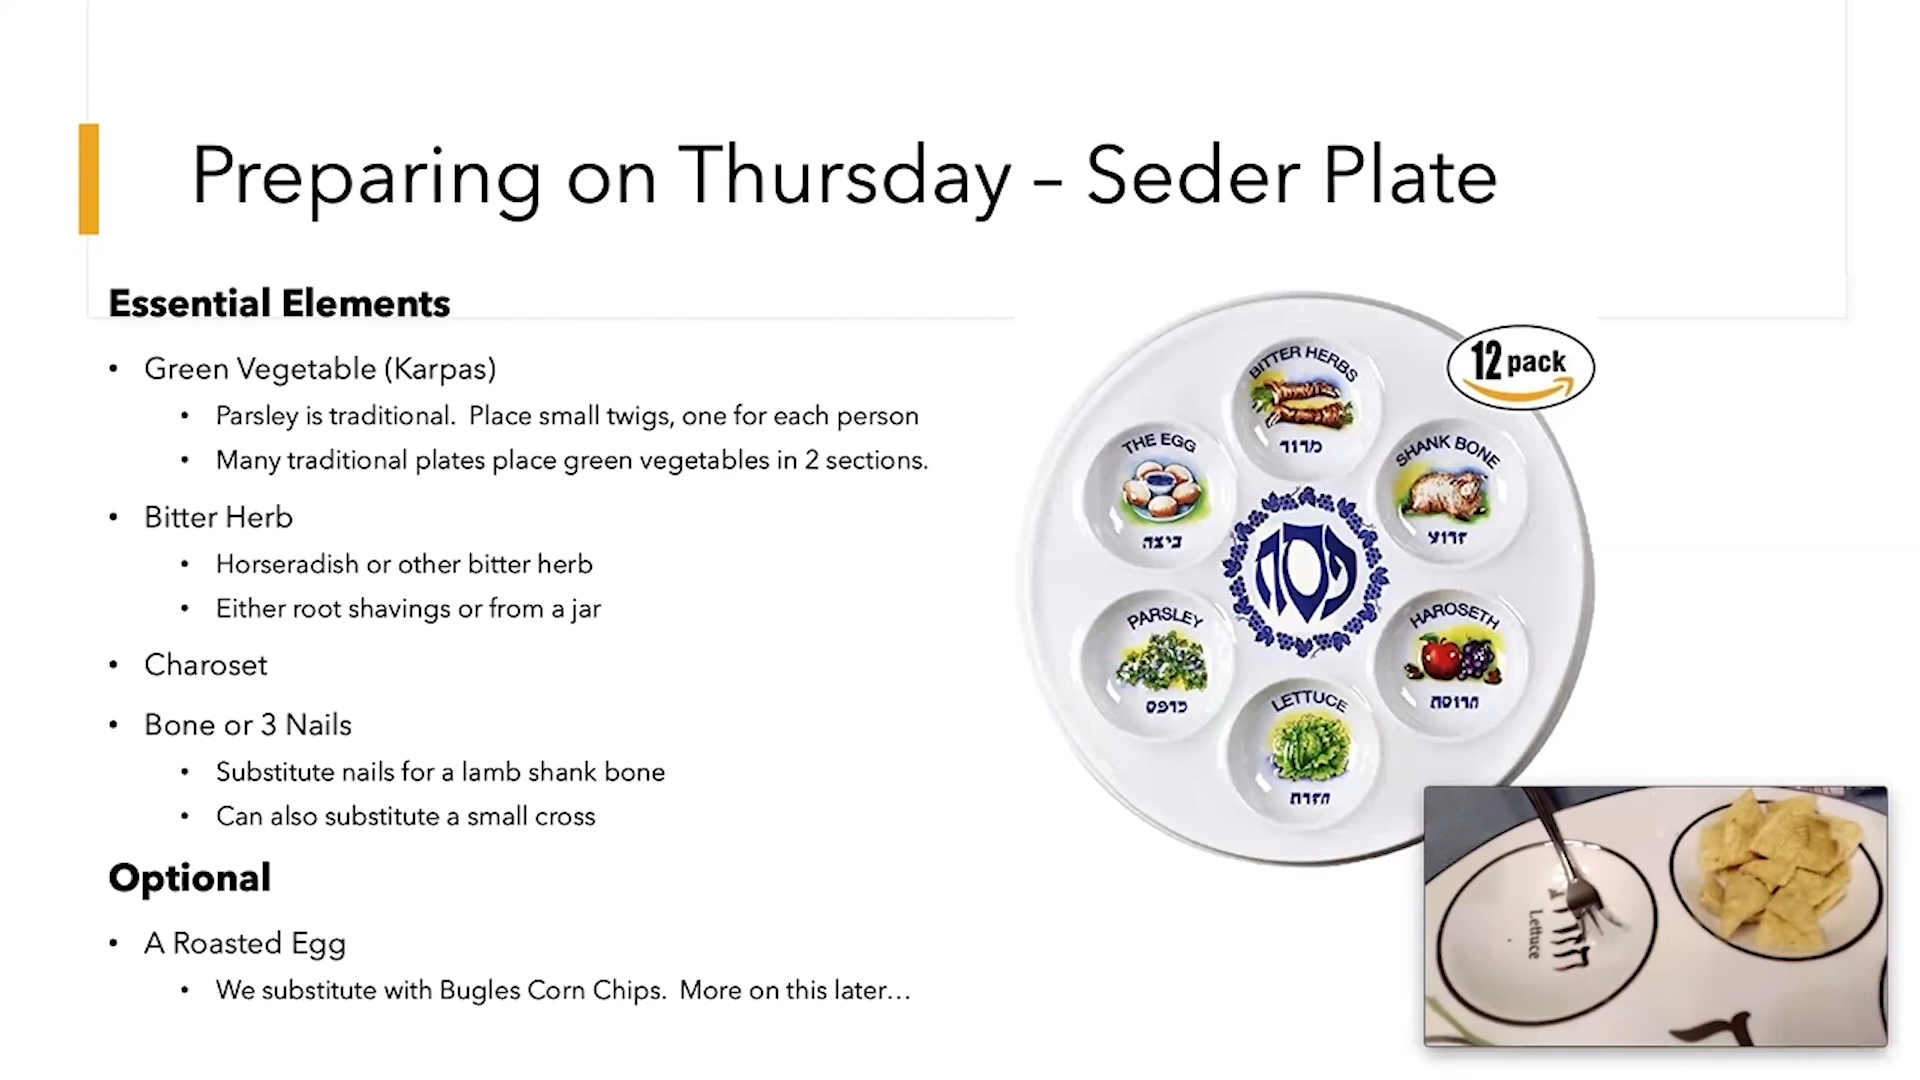 Preparing on Thursday – Seder Plate
Essential Elements
• Green Vegetable (Karpas)
• Parsley is traditional.  Place small twigs, one for each person
• Many traditional plates place green vegetables in 2 sections.
• Bitter Herb
• Horseradish or other bitter herb
• Either root shavings or from a jar
• Charoset
• Bone or 3 Nails
• Substitute nails for a lamb shank bone
• Can also substitute a small cross
Optional
• A Roasted Egg
• We substitute with Bugles Corn Chips.  More on this later…
12 pack
BITTER HERBS
מרור
THE EGG
ביצה
SHANK BONE
זרוע
פסח
PARSLEY
כרפס
HAROSETH
חרוסת
LETTUCE
חזרת
Lettuce